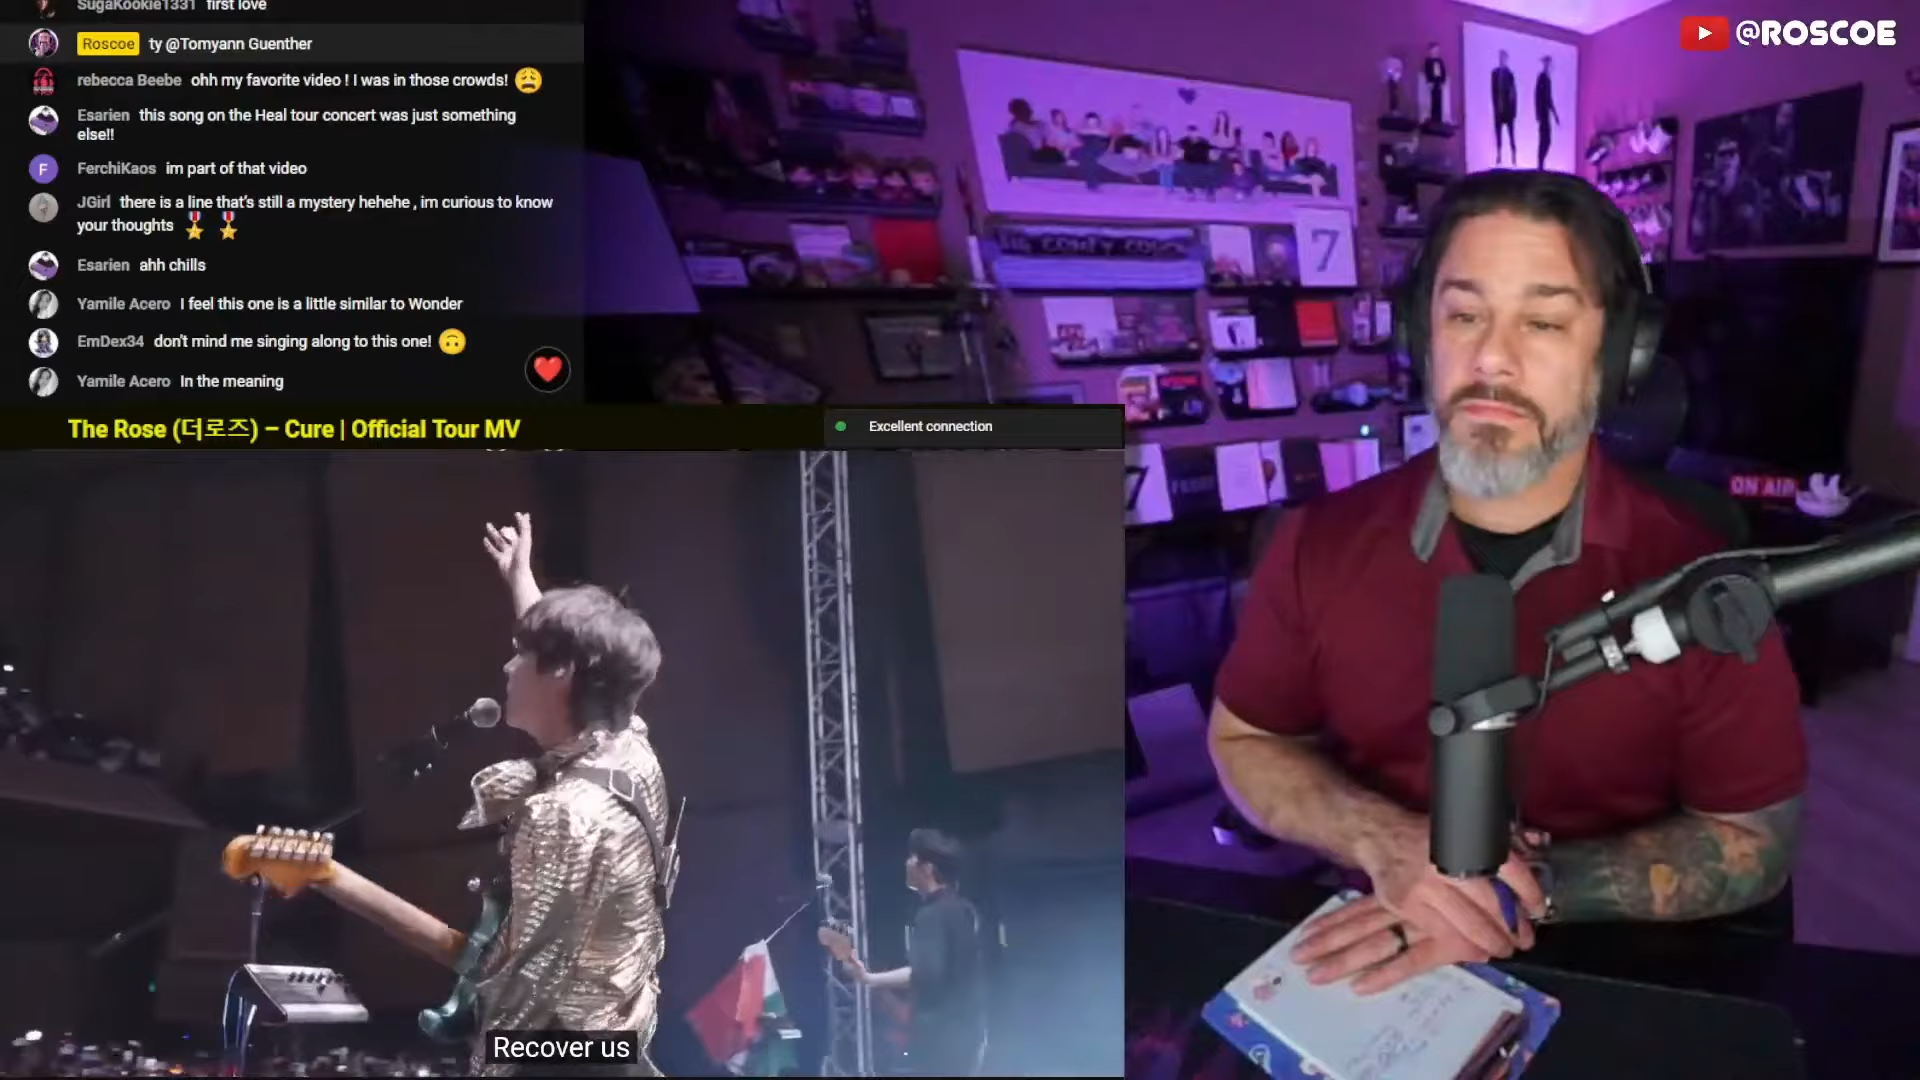 SugaKookie1331 first love
@ROSCOE
Roscoe ty @Tomyann Guenther
rebecca Beebe ohh my favorite video ! I was in those crowds! 😩
Esarien this song on the Heal tour concert was just something
else!!
F FerchiKaos im part of that video
JGirl there is a line that's still a mystery hehehe , im curious to know
your thoughts 🎖️ 🎖️
Esarien ahh chills
Yamile Acero I feel this one is a little similar to Wonder
EmDex34 don't mind me singing along to this one! 🙃
Yamile Acero In the meaning
The Rose (더로즈) – Cure | Official Tour MV
Excellent connection
7
BIG COMFY COUCH
7
ON AIR
Recover us